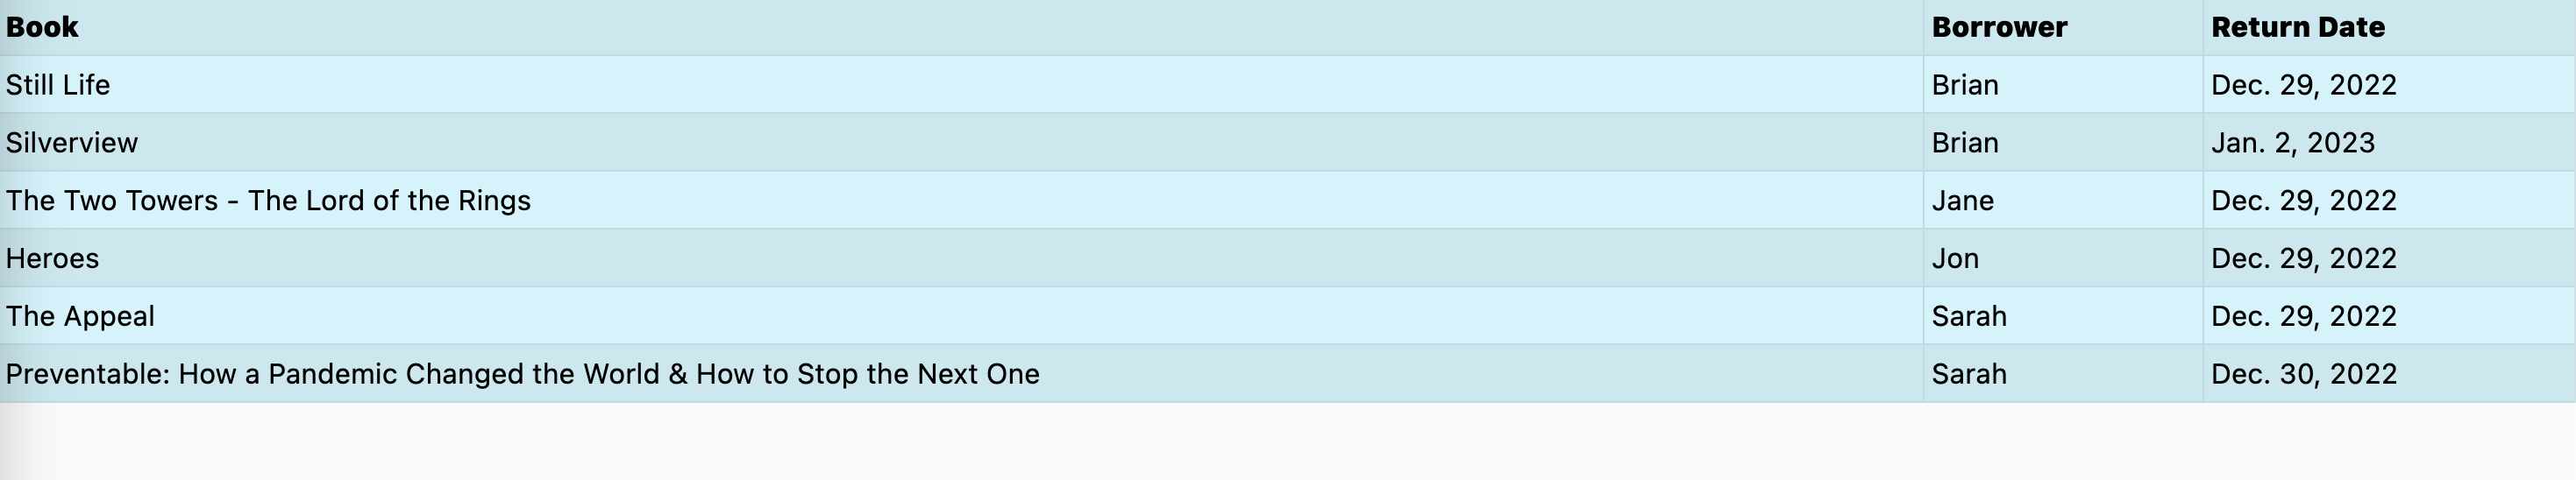 Book Borrower Return Date
Still Life Brian Dec. 29, 2022
Silverview Brian Jan. 2, 2023
The Two Towers - The Lord of the Rings Jane Dec. 29, 2022
Heroes Jon Dec. 29, 2022
The Appeal Sarah Dec. 29, 2022
Preventable: How a Pandemic Changed the World & How to Stop the Next One Sarah Dec. 30, 2022